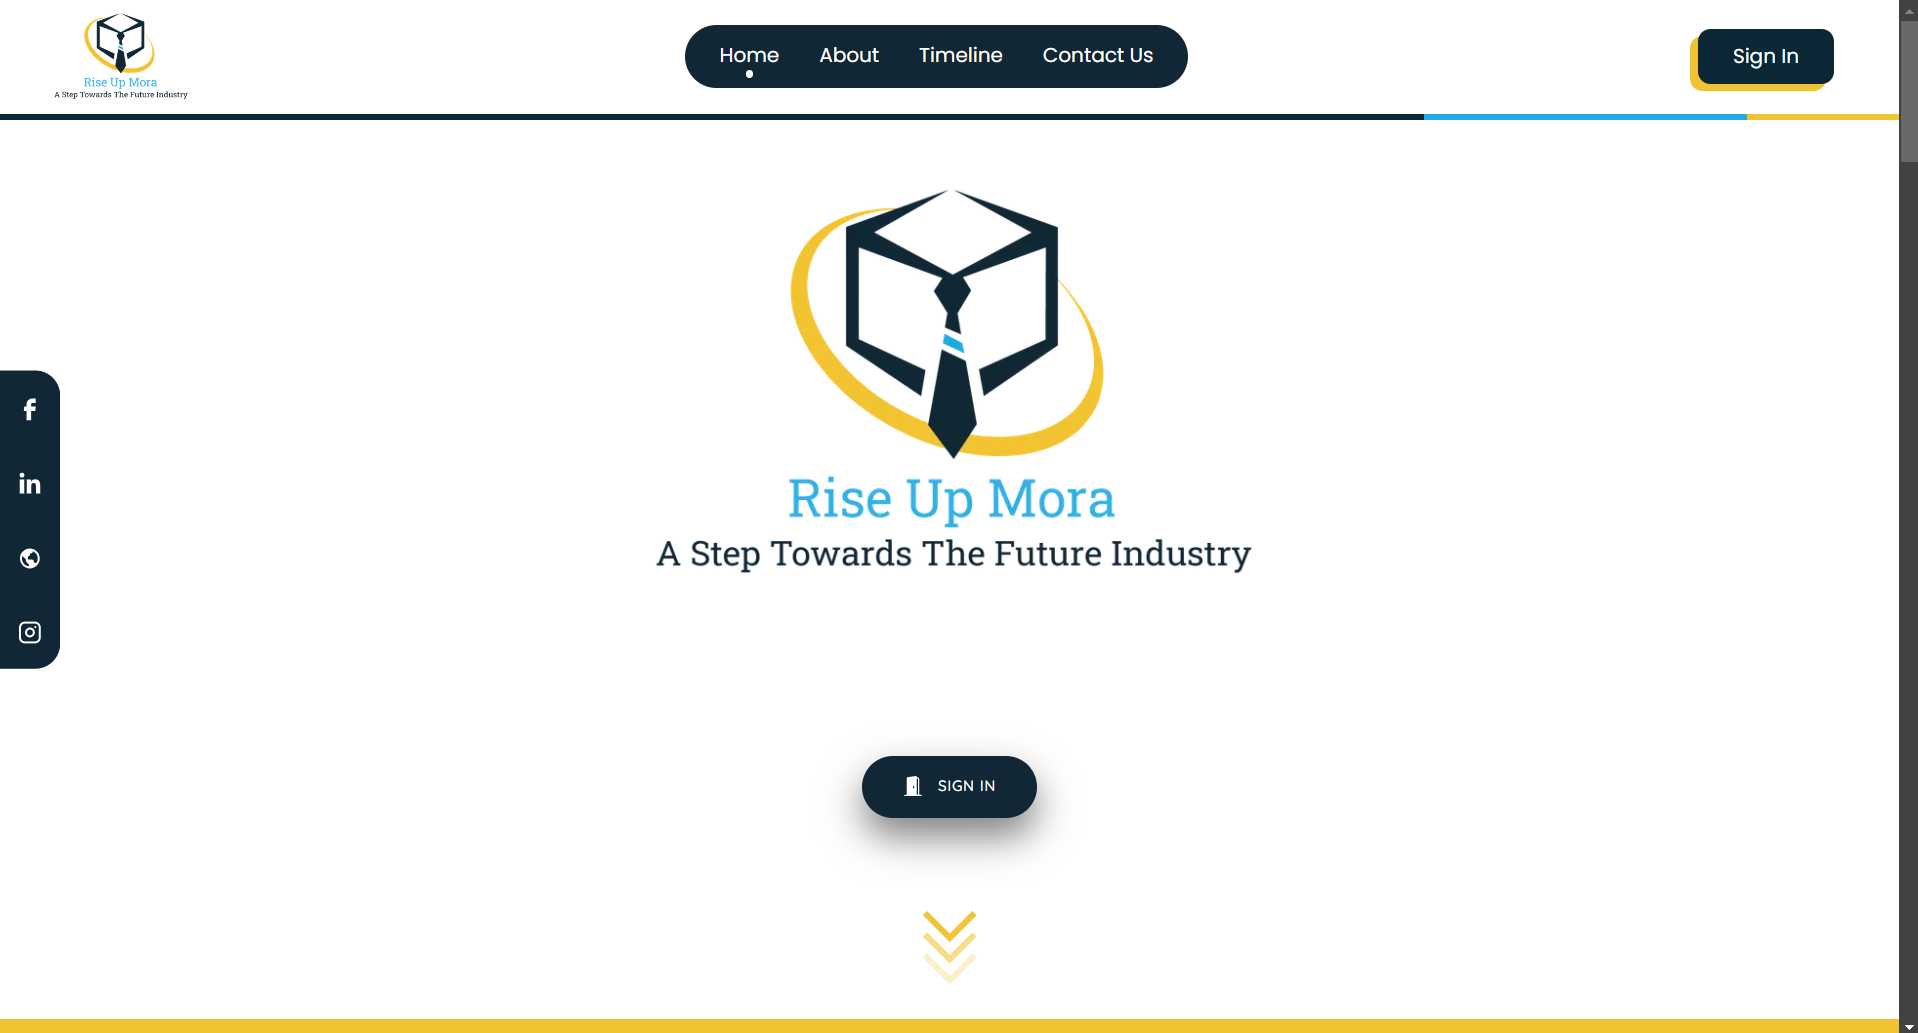 Rise Up Mora
A Step Towards The Future Industry
Home About Timeline Contact Us
Sign In
Rise Up Mora
A Step Towards The Future Industry
SIGN IN